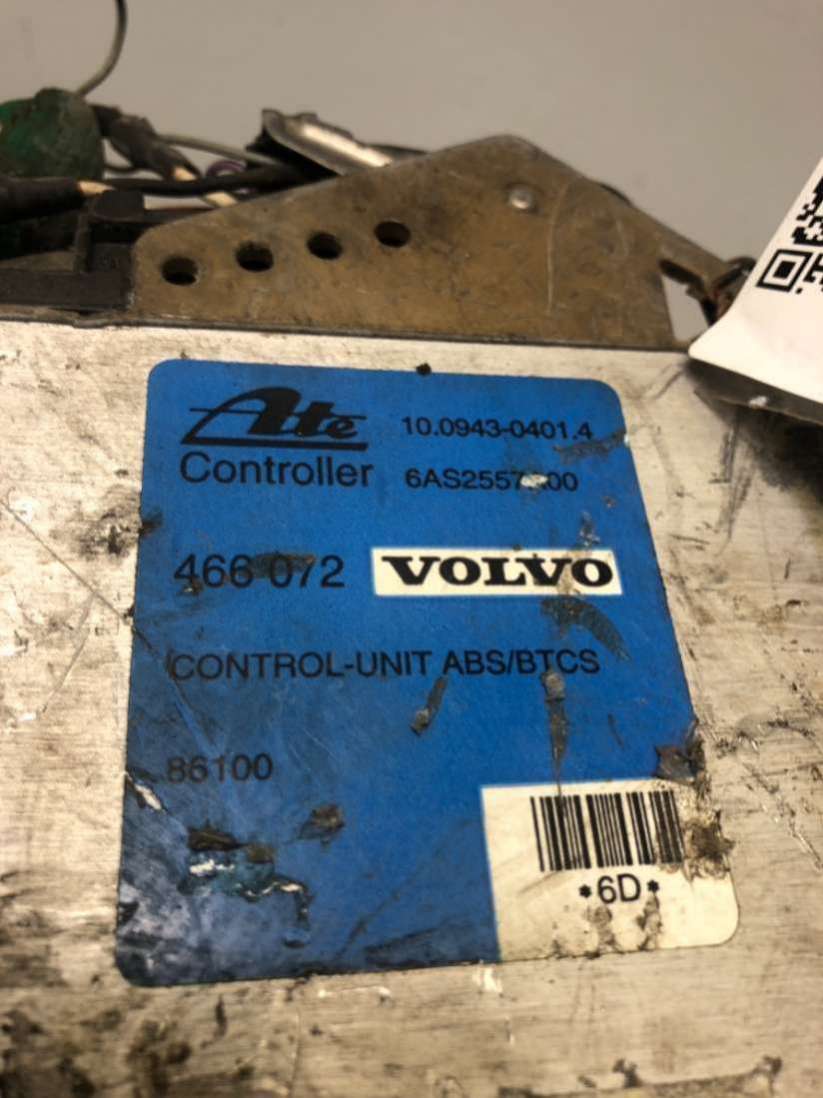 Ate 10.0943-0401.4
Controller
466 072 VOLVO
CONTROL-UNIT ABS/BTCS
86100
*6D*